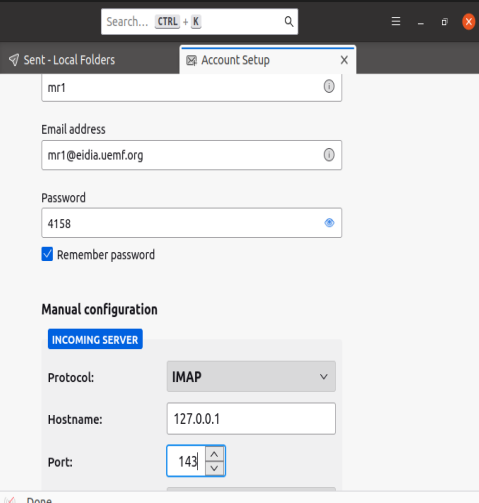 Search... CTRL + K
Sent - Local Folders
Account Setup X
mr1
Email address
mr1@eidia.uemf.org
Password
4158
Remember password
Manual configuration
INCOMING SERVER
Protocol: IMAP
Hostname: 127.0.0.1
Port: 143
Done